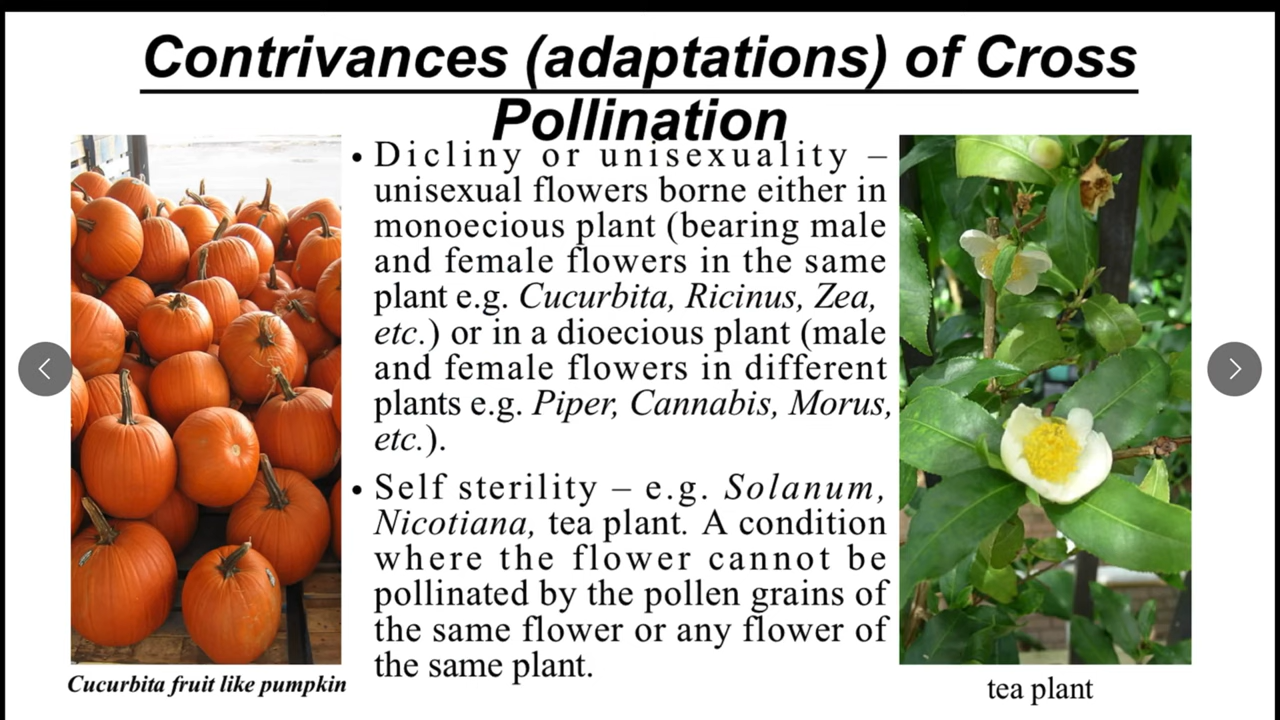 Contrivances (adaptations) of Cross
Pollination
• Dicliny or unisexuality –
unisexual flowers borne either in
monoecious plant (bearing male
and female flowers in the same
plant e.g. Cucurbita, Ricinus, Zea,
etc.) or in a dioecious plant (male
and female flowers in different
plants e.g. Piper, Cannabis, Morus,
etc.).
• Self sterility – e.g. Solanum,
Nicotiana, tea plant. A condition
where the flower cannot be
pollinated by the pollen grains of
the same flower or any flower of
the same plant.
Cucurbita fruit like pumpkin
tea plant